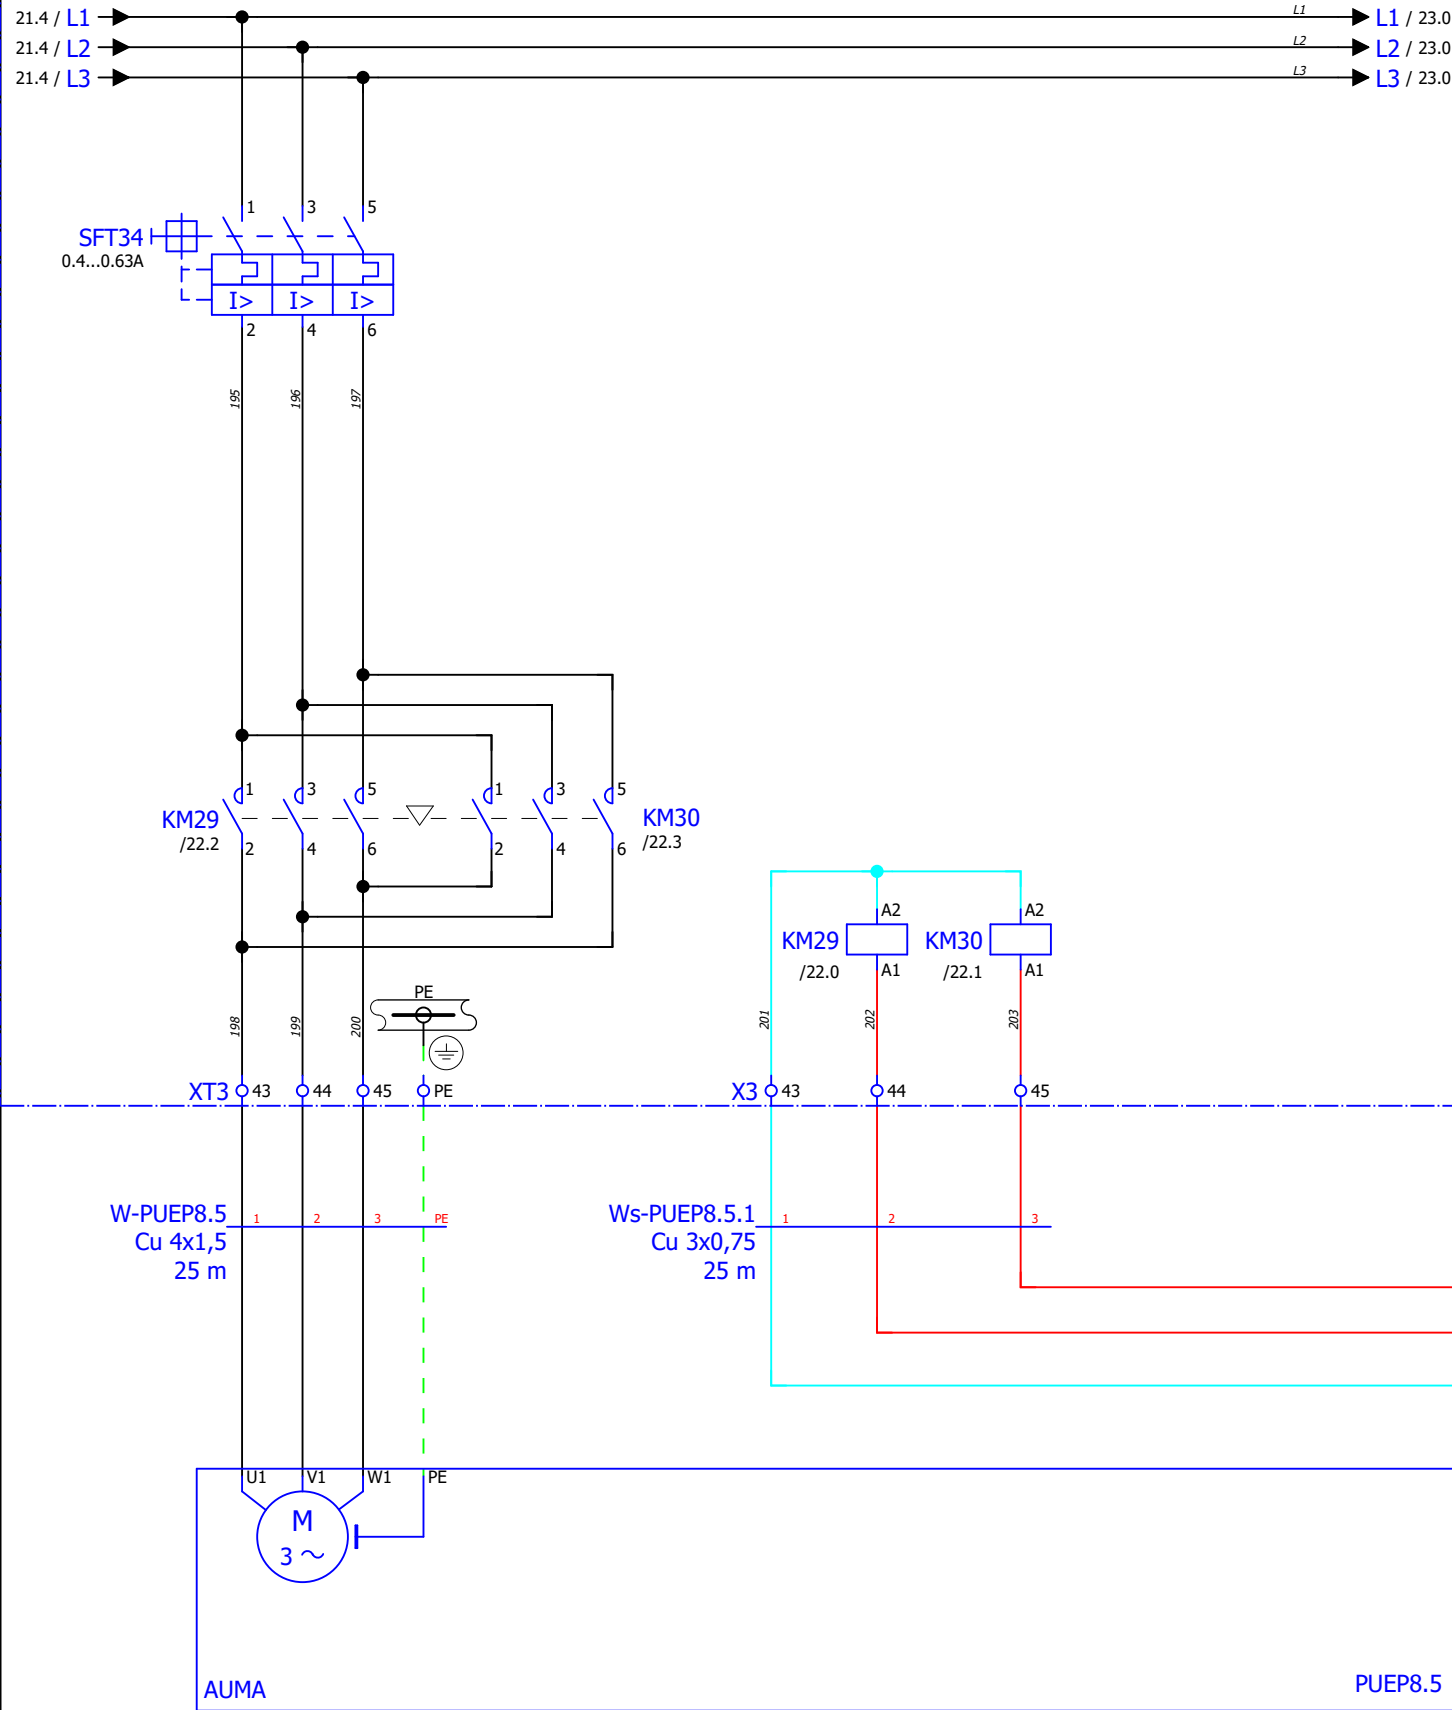 21.4 / L1 L1 L1 / 23.0
21.4 / L2 L2 L2 / 23.0
21.4 / L3 L3 L3 / 23.0
1 3 5
SFT34
0.4...0.63A
I> I> I>
2 4 6
195 196 197
1 3 5 1 3 5
KM29 KM30
/22.2 /22.3
2 4 6 2 4 6
A2 A2
KM29 KM30
/22.0 A1 /22.1 A1
PE
198 199 200 201 202 203
XT3 43 44 45 PE X3 43 44 45
W-PUEP8.5 1 2 3 PE Ws-PUEP8.5.1 1 2 3
Cu 4x1,5 Cu 3x0,75
25 m 25 m
U1 V1 W1 PE
M
3 ~
AUMA PUEP8.5